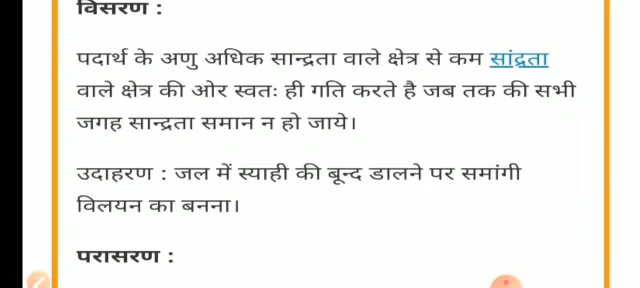 विसरण :
पदार्थ के अणु अधिक सान्द्रता वाले क्षेत्र से कम सांद्रता
वाले क्षेत्र की ओर स्वतः ही गति करते है जब तक की सभी
जगह सान्द्रता समान न हो जाये।
उदाहरण : जल में स्याही की बून्द डालने पर समांगी
विलयन का बनना।
परासरण :